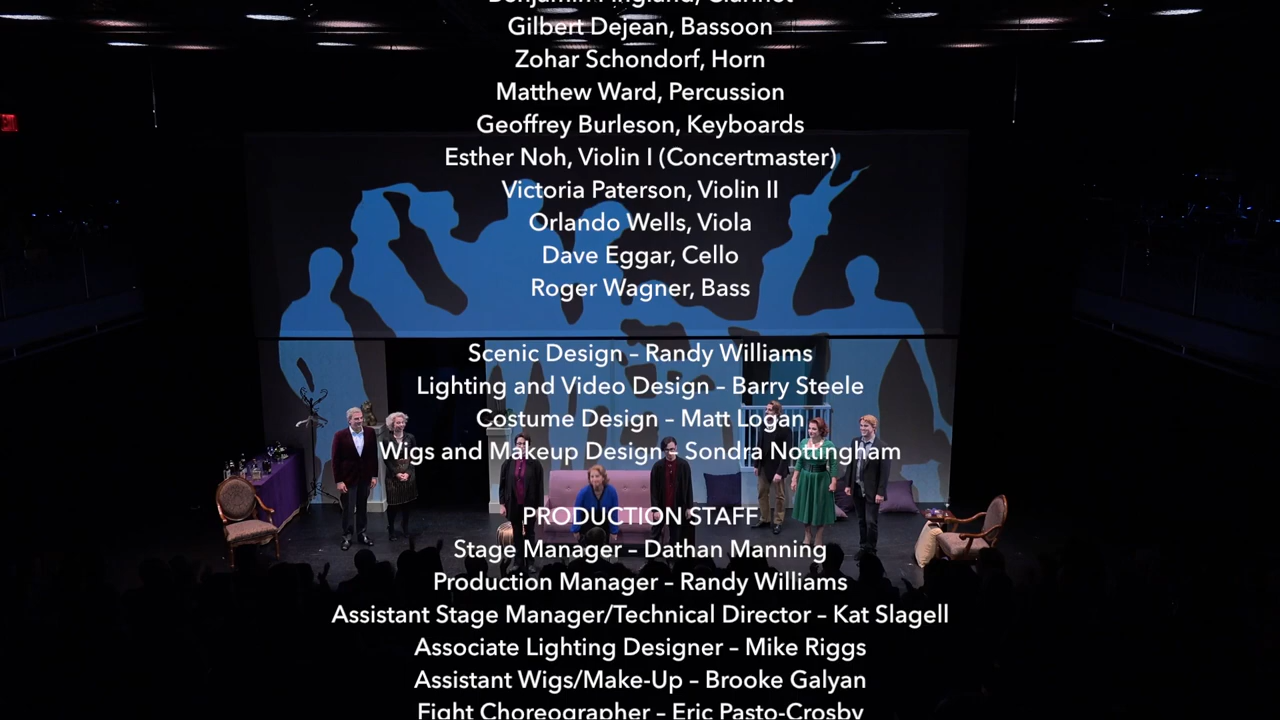 Benjamin Fingland, Clarinet
Gilbert Dejean, Bassoon
Zohar Schondorf, Horn
Matthew Ward, Percussion
Geoffrey Burleson, Keyboards
Esther Noh, Violin I (Concertmaster)
Victoria Paterson, Violin II
Orlando Wells, Viola
Dave Eggar, Cello
Roger Wagner, Bass
Scenic Design – Randy Williams
Lighting and Video Design – Barry Steele
Costume Design – Matt Logan
Wigs and Makeup Design – Sondra Nottingham
PRODUCTION STAFF
Stage Manager – Dathan Manning
Production Manager – Randy Williams
Assistant Stage Manager/Technical Director – Kat Slagell
Associate Lighting Designer – Mike Riggs
Assistant Wigs/Make-Up – Brooke Galyan
Fight Choreographer – Eric Pasto-Crosby